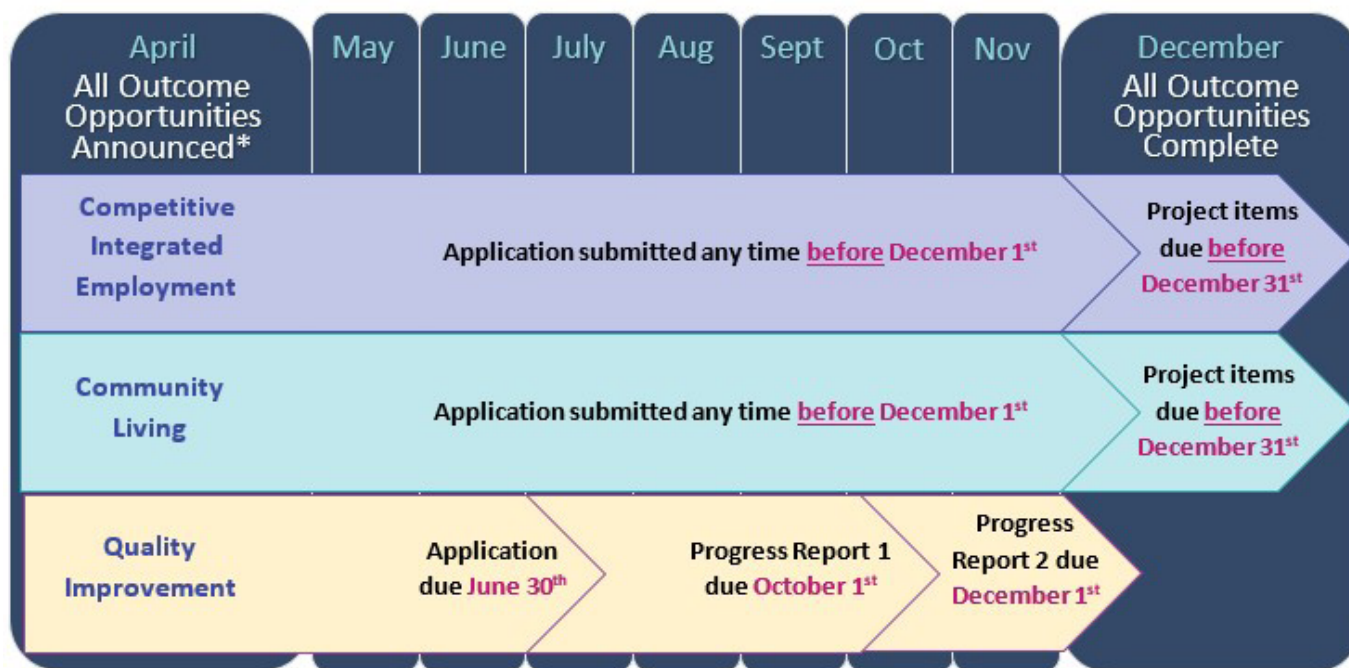 April
All Outcome
Opportunities
Announced*
May
June
July
Aug
Sept
Oct
Nov
December
All Outcome
Opportunities
Complete
Competitive
Integrated
Employment
Application submitted any time before December 1st
Project items
due before
December 31st
Community
Living
Application submitted any time before December 1st
Project items
due before
December 31st
Quality
Improvement
Application
due June 30th
Progress Report 1
due October 1st
Progress
Report 2 due
December 1st